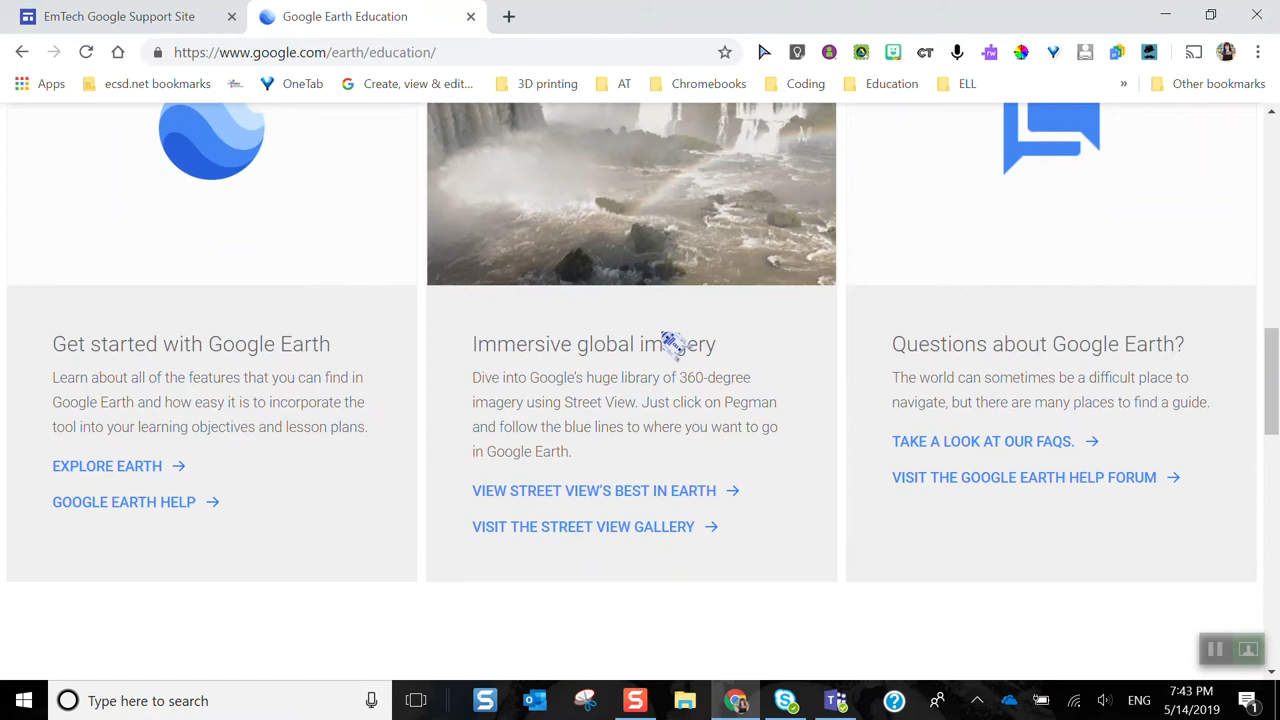 EmTech Google Support Site
Google Earth Education
https://www.google.com/earth/education/
CT
rw
Apps
ecsd.net bookmarks
OneTab
Create, view & edit...
3D printing
AT
Chromebooks
Coding
Education
ELL
»
Other bookmarks
Get started with Google Earth
Learn about all of the features that you can find in
Google Earth and how easy it is to incorporate the
tool into your learning objectives and lesson plans.
EXPLORE EARTH →
GOOGLE EARTH HELP →
Immersive global imagery
Dive into Google's huge library of 360-degree
imagery using Street View. Just click on Pegman
and follow the blue lines to where you want to go
in Google Earth.
VIEW STREET VIEW'S BEST IN EARTH →
VISIT THE STREET VIEW GALLERY →
Questions about Google Earth?
The world can sometimes be a difficult place to
navigate, but there are many places to find a guide.
TAKE A LOOK AT OUR FAQS. →
VISIT THE GOOGLE EARTH HELP FORUM →
Type here to search
ENG
7:43 PM
5/14/2019
1